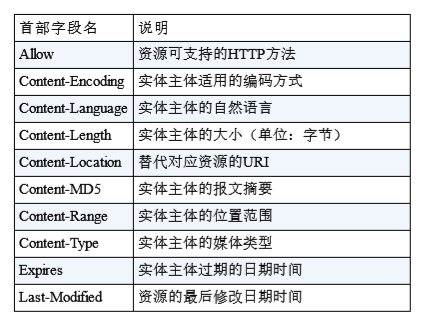 首部字段名 说明
Allow 资源可支持的HTTP方法
Content-Encoding 实体主体适用的编码方式
Content-Language 实体主体的自然语言
Content-Length 实体主体的大小（单位：字节）
Content-Location 替代对应资源的URI
Content-MD5 实体主体的报文摘要
Content-Range 实体主体的位置范围
Content-Type 实体主体的媒体类型
Expires 实体主体过期的日期时间
Last-Modified 资源的最后修改日期时间